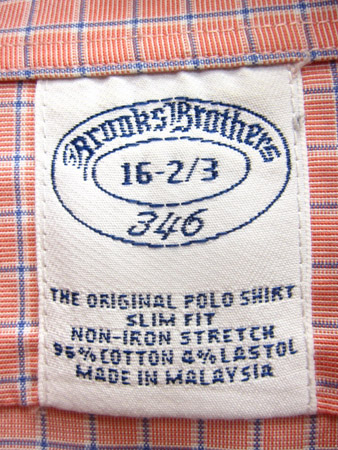 Brooks Brothers
16-2/3
346
THE ORIGINAL POLO SHIRT
SLIM FIT
NON-IRON STRETCH
96% COTTON 4% LASTOL
MADE IN MALAYSIA